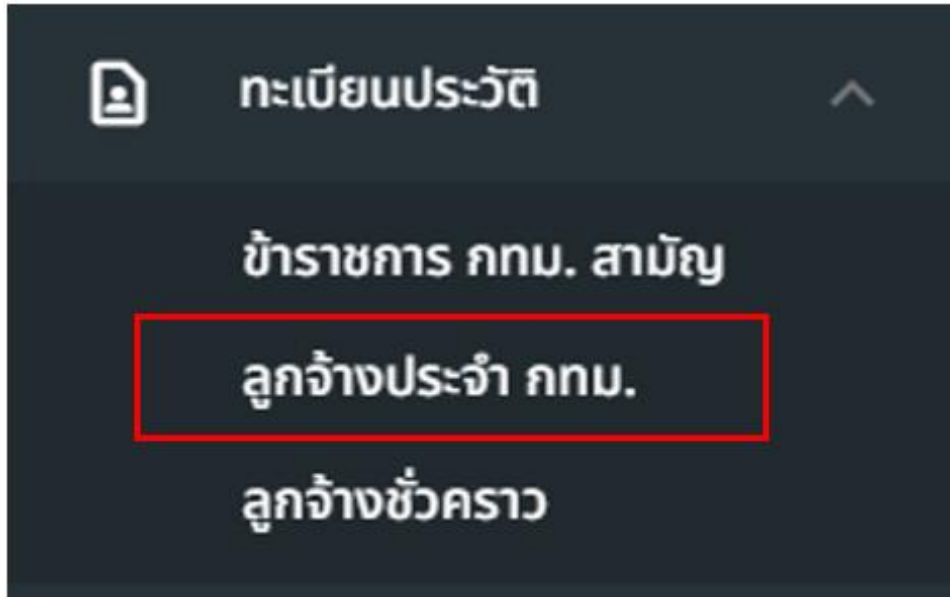 ทะเบียนประวัติ
ข้าราชการ กทม. สามัญ
ลูกจ้างประจำ กทม.
ลูกจ้างชั่วคราว